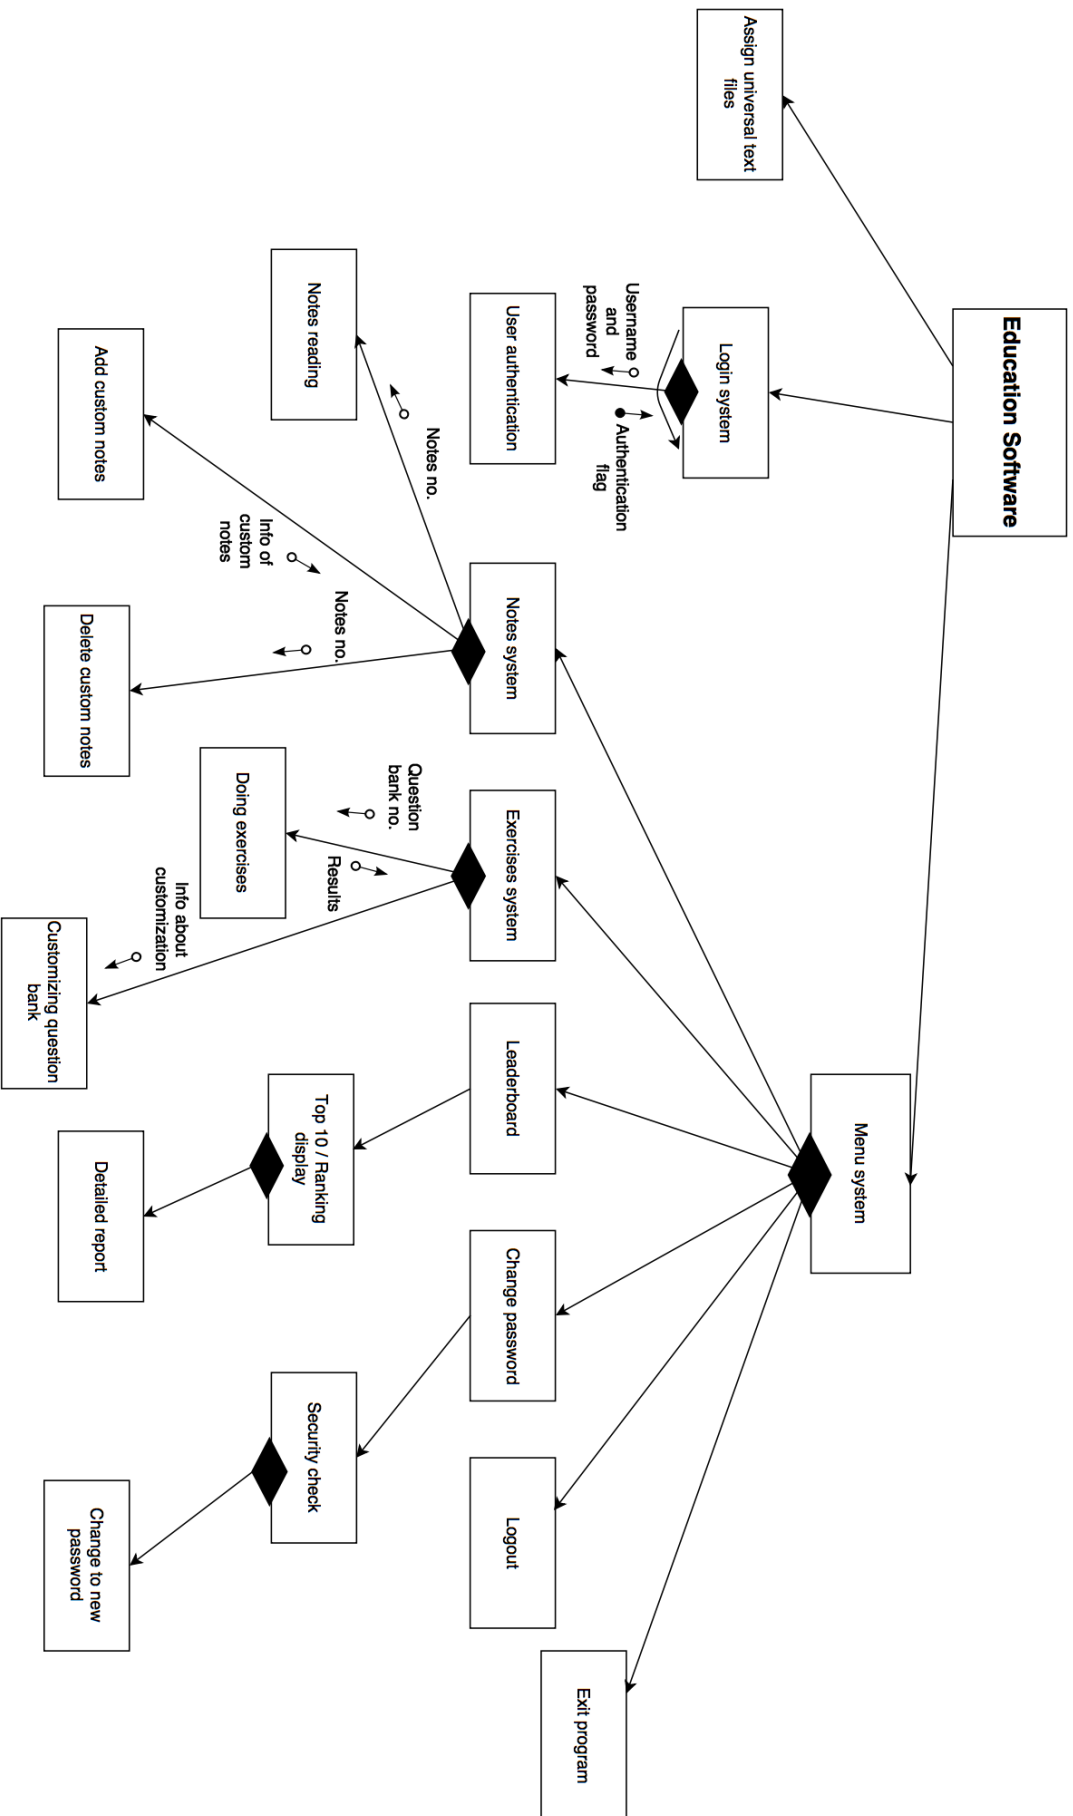 Education Software
Assign universal text
files
Login system
Menu system
Username
and
password
Authentication
flag
User authentication
Notes system
Exercises system
Leaderboard
Change password
Logout
Exit program
Notes no.
Notes reading
Info of
custom
notes
Notes no.
Add custom notes
Delete custom notes
Question
bank no.
Results
Doing exercises
Info about
customization
Customizing question
bank
Top 10 / Ranking
display
Detailed report
Security check
Change to new
password